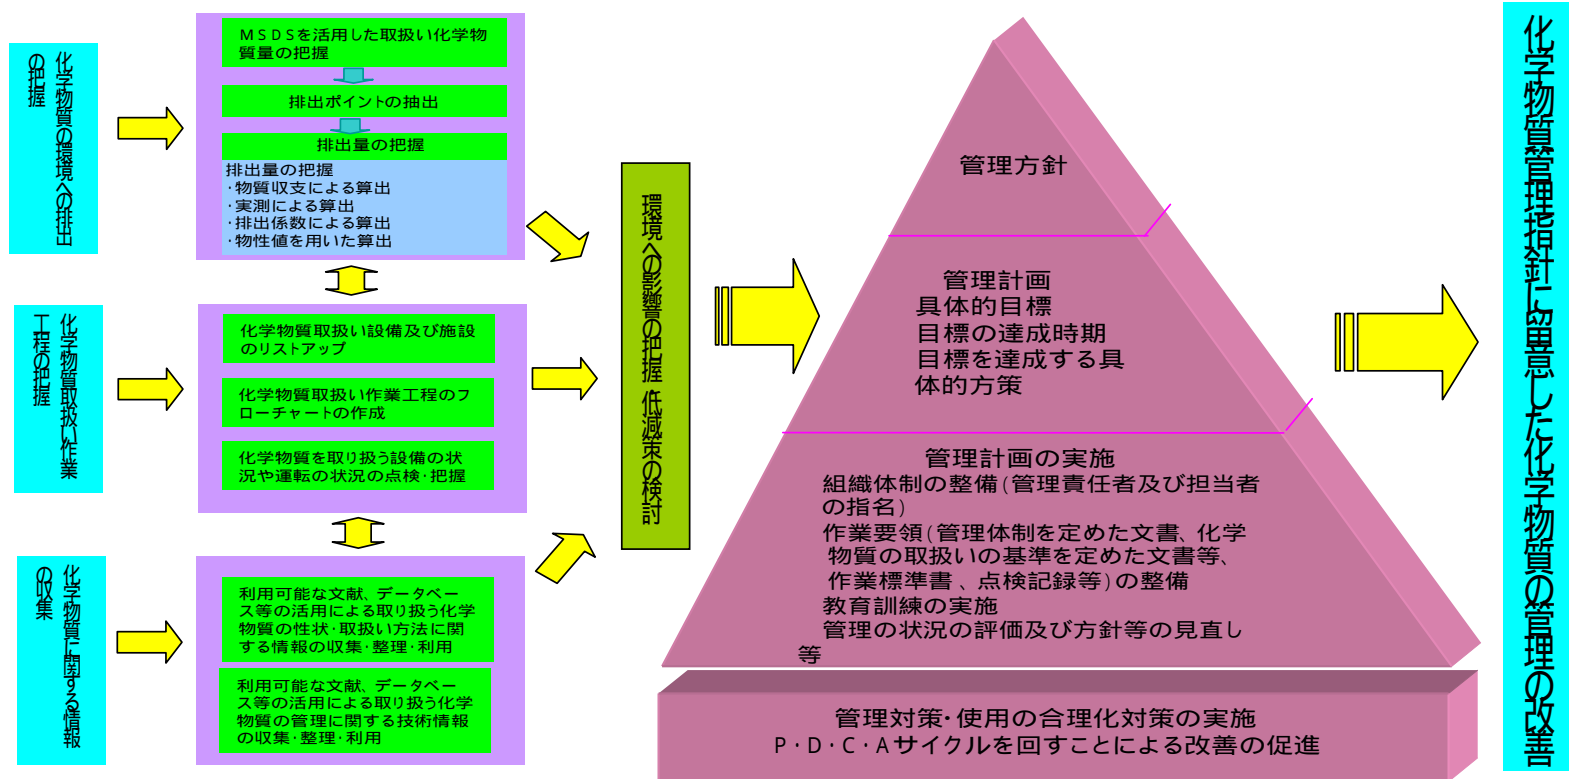 化学物質の環境への排出
の把握
MSDSを活用した取扱い化学物
質量の把握
排出ポイントの抽出
排出量の把握
排出量の把握
･物質収支による算出
･実測による算出
･排出係数による算出
･物性値を用いた算出
化学物質取扱い作業
工程の把握
化学物質取扱い設備及び施設
のリストアップ
化学物質取扱い作業工程のフ
ローチャートの作成
化学物質を取り扱う設備の状
況や運転の状況の点検･把握
化学物質に関する情報
の収集
利用可能な文献、データベー
ス等の活用による取り扱う化学
物質の性状･取扱い方法に関
する情報の収集･整理･利用
利用可能な文献、データベー
ス等の活用による取り扱う化学
物質の管理に関する技術情報
の収集･整理･利用
環境への影響の把握･低減策の検討
管理方針
管理計画
具体的目標
目標の達成時期
目標を達成する具
体的方策
管理計画の実施
組織体制の整備(管理責任者及び担当者
の指名)
作業要領(管理体制を定めた文書、化学
物質の取扱いの基準を定めた文書等、
作業標準書、点検記録等)の整備
教育訓練の実施
管理の状況の評価及び方針等の見直し
等
管理対策･使用の合理化対策の実施
P･D･C･Aサイクルを回すことによる改善の促進
化学物質管理指針に留意した化学物質の管理の改善